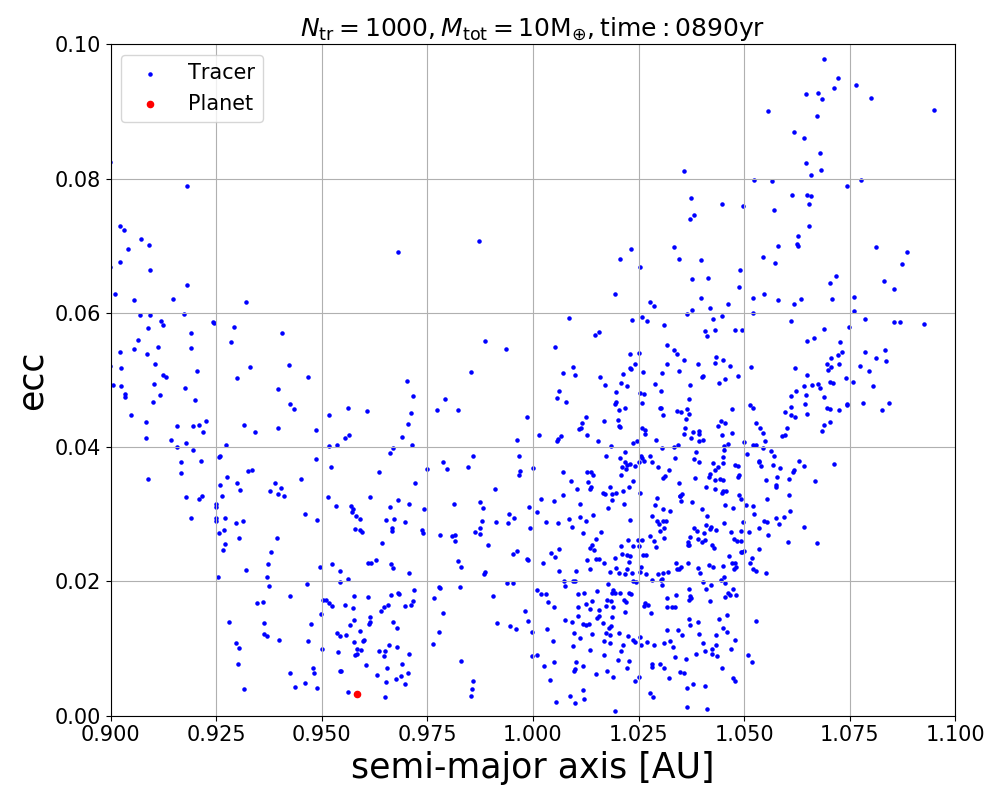 N_tr = 1000, M_tot = 10M_⊕, time : 0890yr
Tracer
Planet
0.10
0.08
0.06
0.04
0.02
0.00
ecc
0.900 0.925 0.950 0.975 1.000 1.025 1.050 1.075 1.100
semi-major axis [AU]